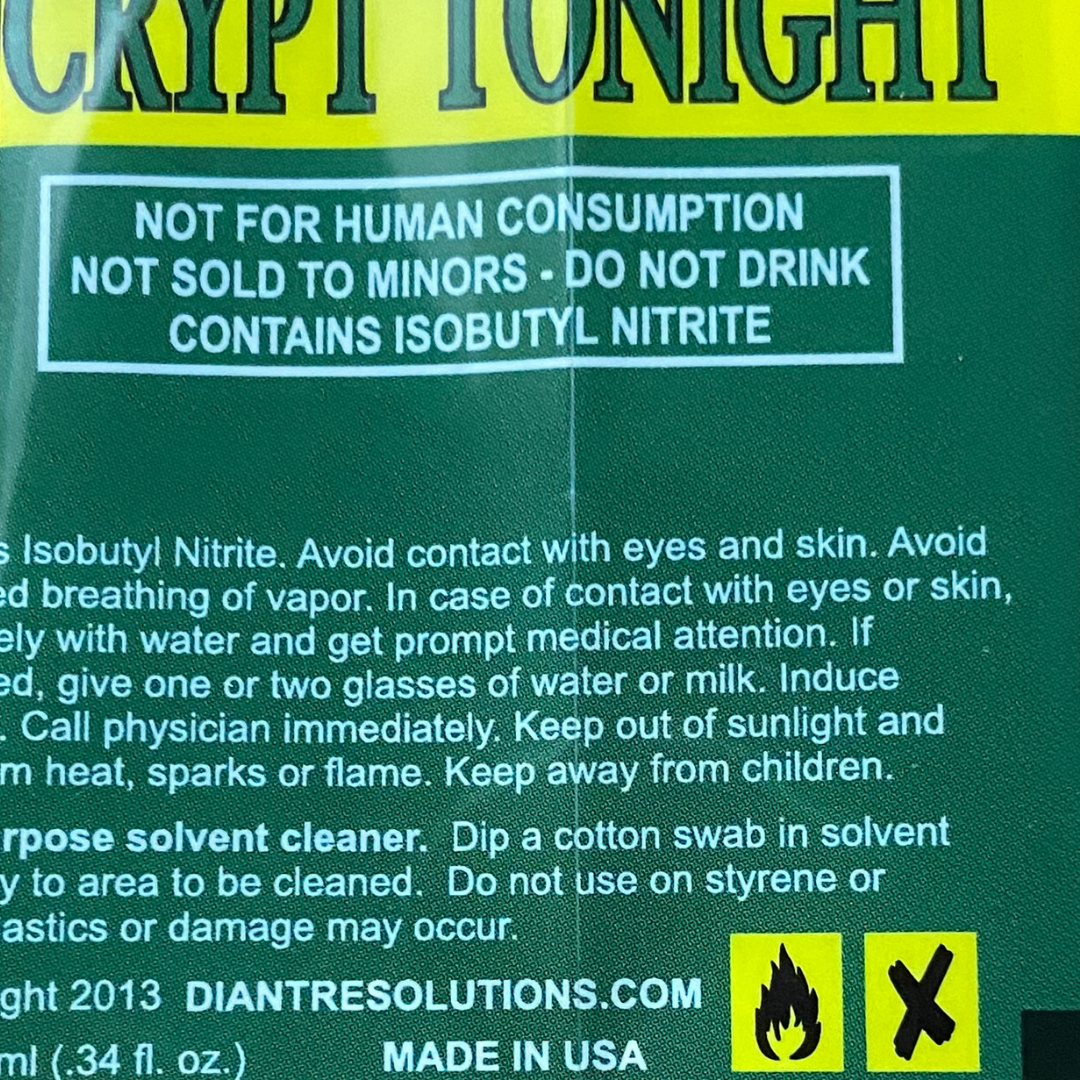 CRYPT TONIGHT
NOT FOR HUMAN CONSUMPTION
NOT SOLD TO MINORS - DO NOT DRINK
CONTAINS ISOBUTYL NITRITE
s Isobutyl Nitrite. Avoid contact with eyes and skin. Avoid
ed breathing of vapor. In case of contact with eyes or skin,
ely with water and get prompt medical attention. If
ed, give one or two glasses of water or milk. Induce
. Call physician immediately. Keep out of sunlight and
m heat, sparks or flame. Keep away from children.
rpose solvent cleaner. Dip a cotton swab in solvent
y to area to be cleaned. Do not use on styrene or
astics or damage may occur.
ght 2013 DIANTRESOLUTIONS.COM
ml (.34 fl. oz.) MADE IN USA